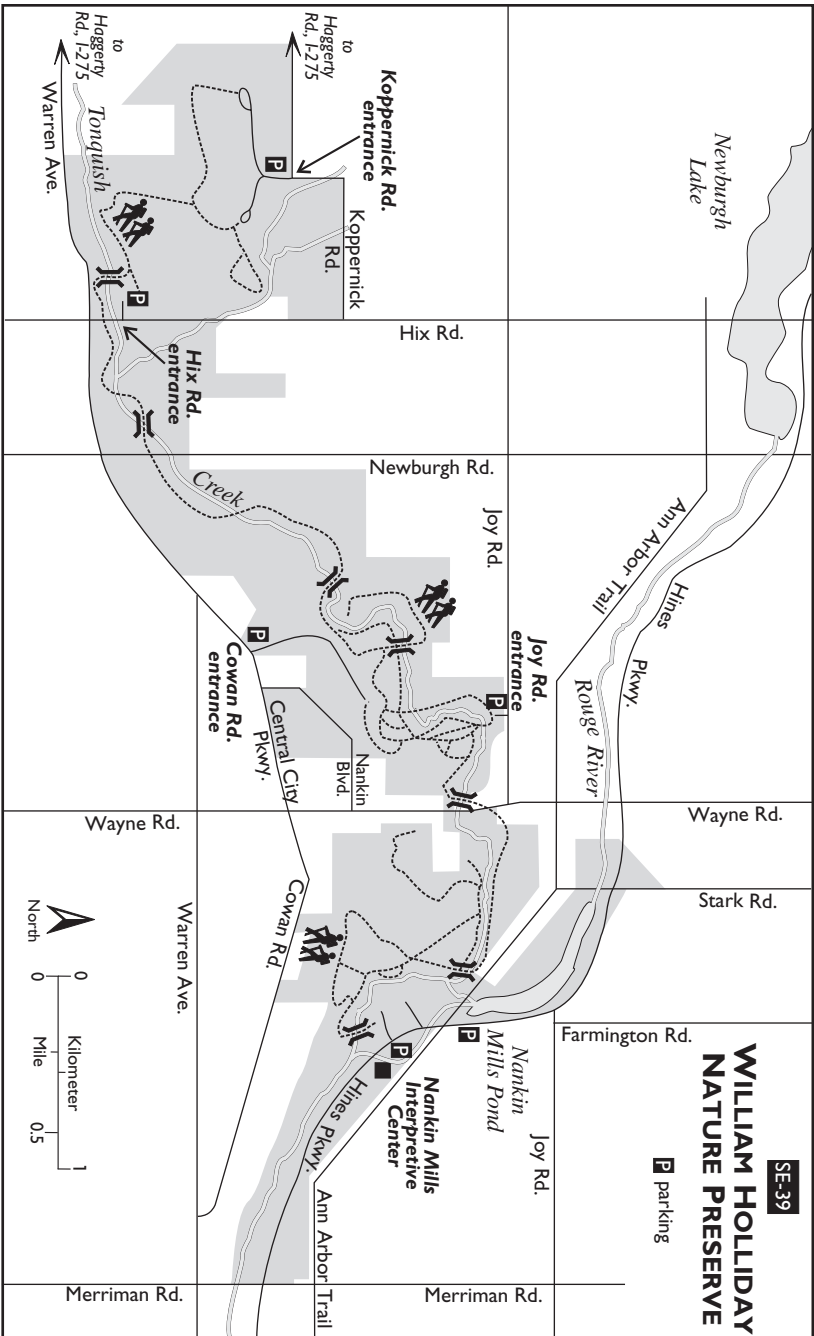 SE-39
WILLIAM HOLLIDAY
NATURE PRESERVE
P parking
to
Haggerty
Rd., I-275
to
Haggerty
Rd., I-275
Warren Ave.
Tonquish
Koppernick Rd.
entrance
P
Koppernick
Rd.
Newburgh
Lake
P
Hix Rd.
entrance
Hix Rd.
Newburgh Rd.
Creek
Joy Rd.
Ann Arbor Trail
Hines
Pkwy.
Rouge River
Joy Rd.
entrance
P
P
Cowan Rd.
entrance
Central City
Pkwy.
Nankin
Blvd.
Wayne Rd.
Wayne Rd.
Stark Rd.
Cowan Rd.
Warren Ave.
Farmington Rd.
P
Nankin
Mills Pond
Joy Rd.
P
Nankin Mills
Interpretive
Center
Hines Pkwy.
Ann Arbor Trail
Merriman Rd.
Merriman Rd.
North
0 Kilometer 1
0 Mile 0.5